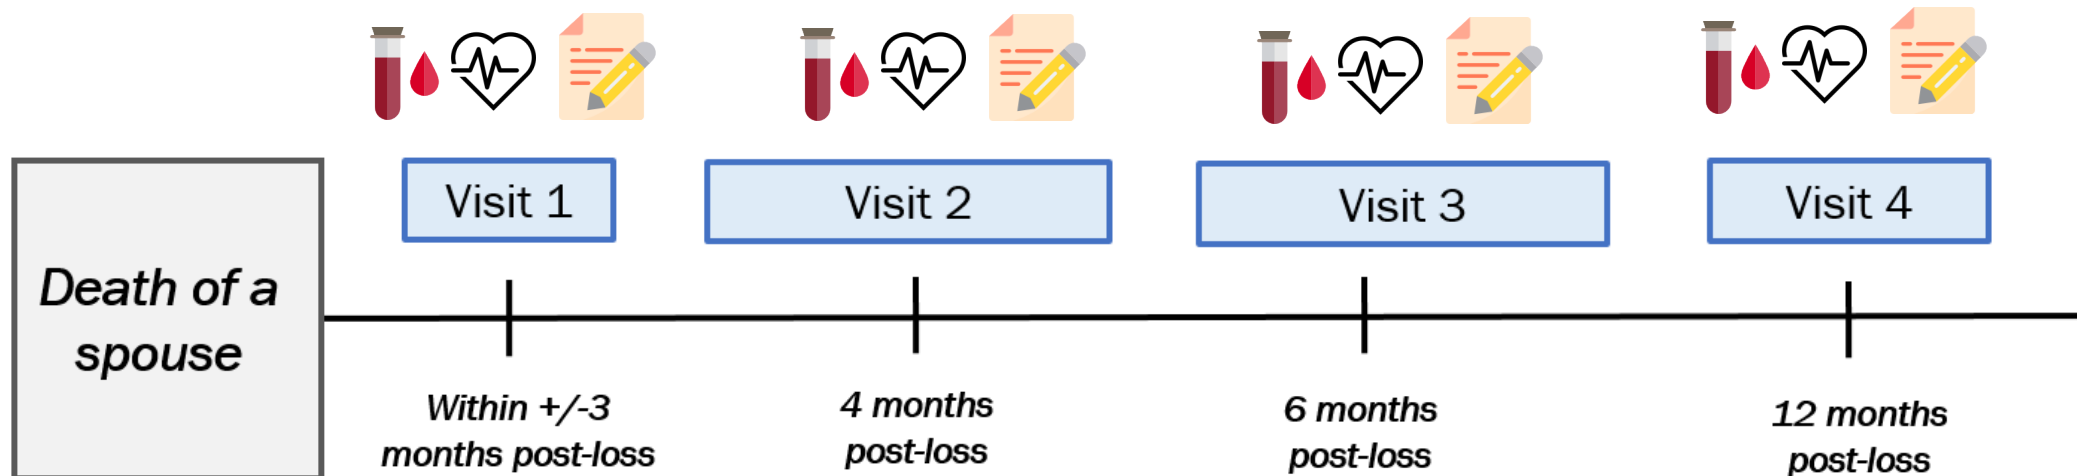 Visit 1
Visit 2
Visit 3
Visit 4
Death of a
spouse
Within +/-3
months post-loss
4 months
post-loss
6 months
post-loss
12 months
post-loss